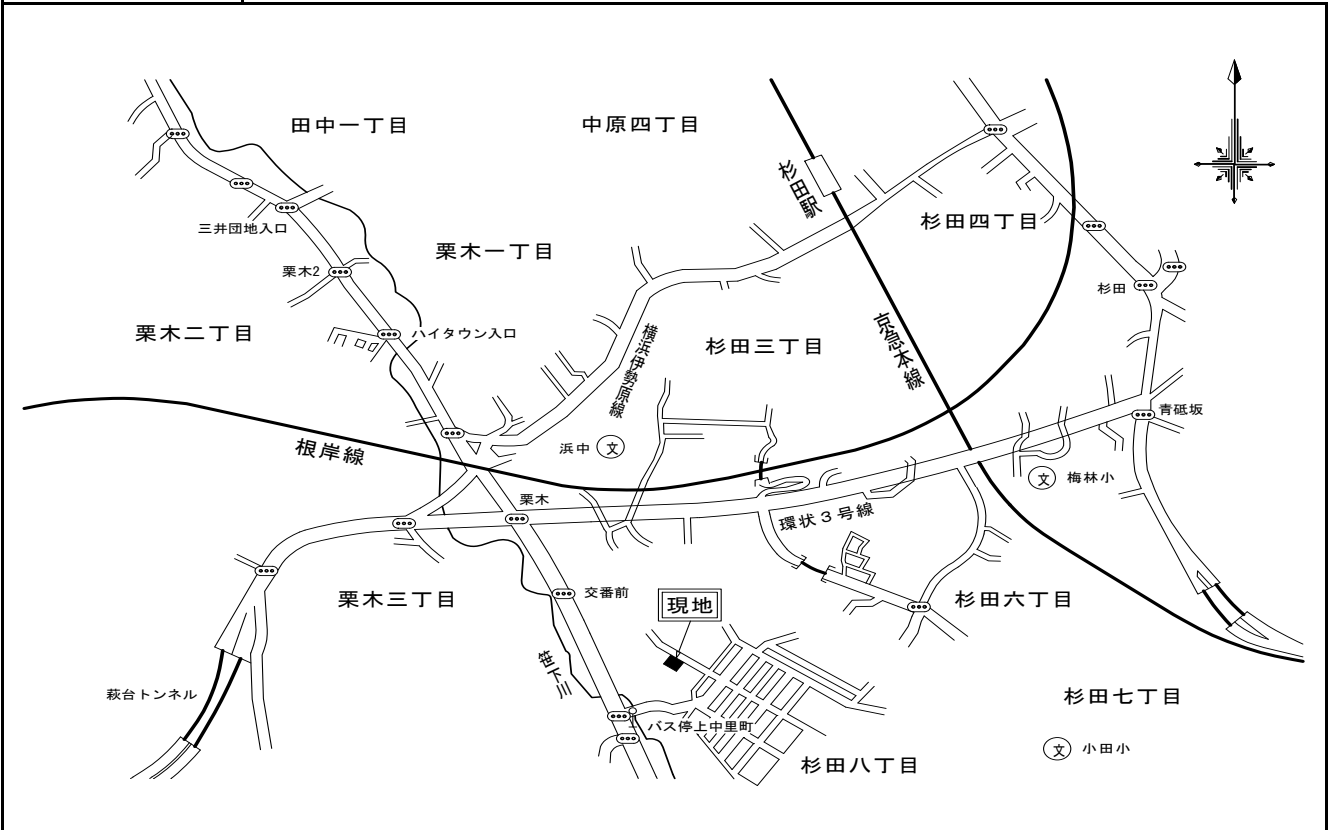 田中一丁目
中原四丁目
杉田駅
杉田四丁目
三井団地入口
栗木一丁目
栗木2
杉田
栗木二丁目
ハイタウン入口
横浜伊勢原線
杉田三丁目
京急本線
青砥坂
根岸線
浜中
文
文
梅林小
栗木
環状3号線
栗木三丁目
交番前
現地
杉田六丁目
笹下川
萩台トンネル
バス停上中里町
杉田七丁目
文
小田小
杉田八丁目